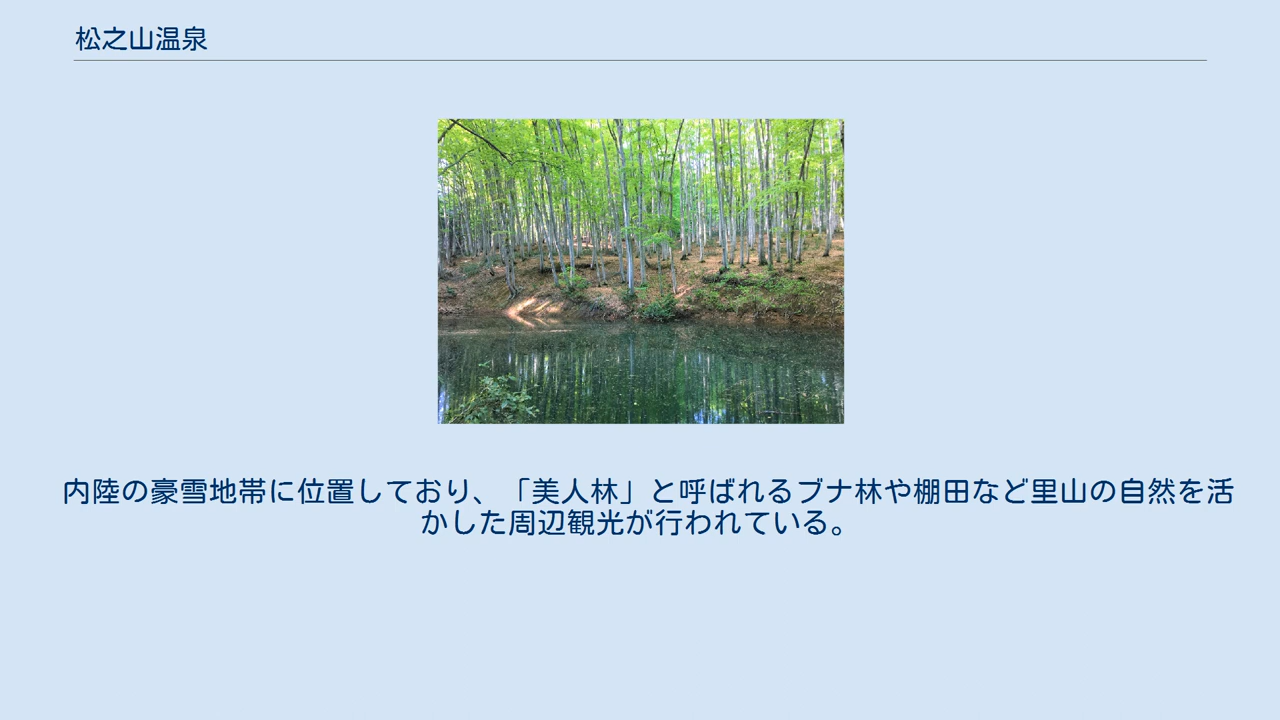 松之山温泉
内陸の豪雪地帯に位置しており、「美人林」と呼ばれるブナ林や棚田など里山の自然を活
かした周辺観光が行われている。